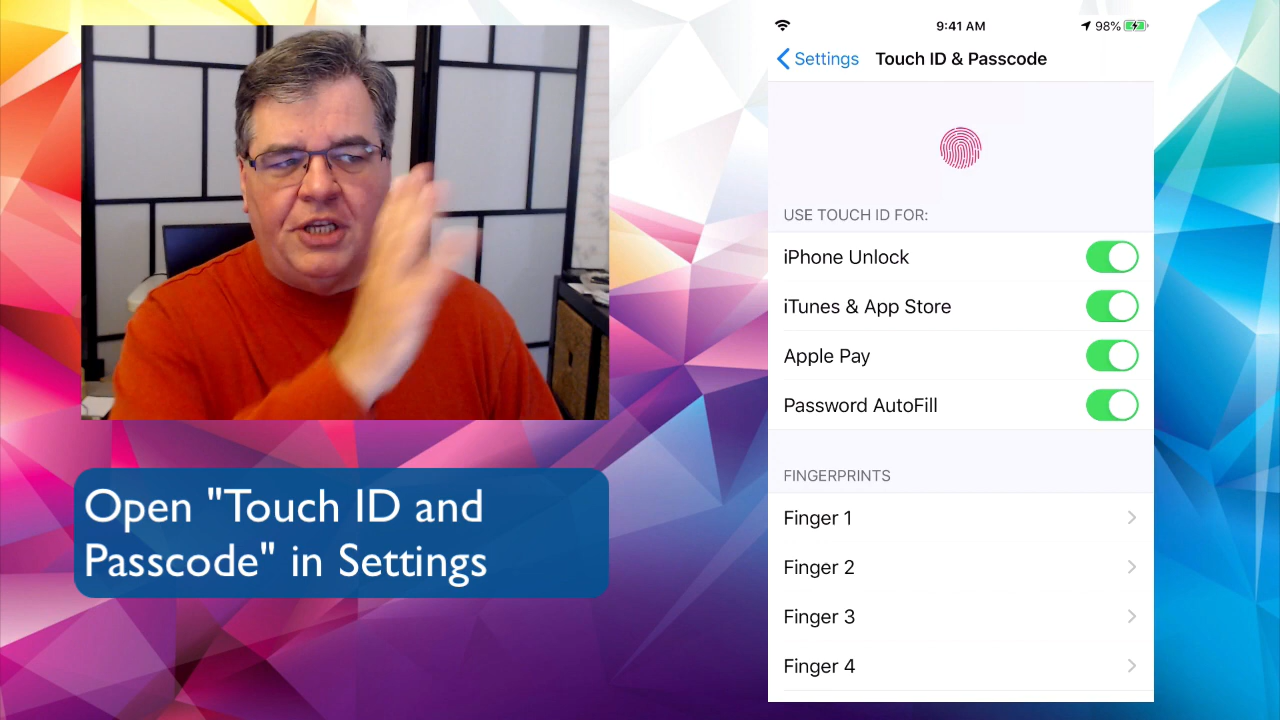 Open "Touch ID and
Passcode" in Settings
9:41 AM
98%
Settings
Touch ID & Passcode
USE TOUCH ID FOR:
iPhone Unlock
iTunes & App Store
Apple Pay
Password AutoFill
FINGERPRINTS
Finger 1
Finger 2
Finger 3
Finger 4